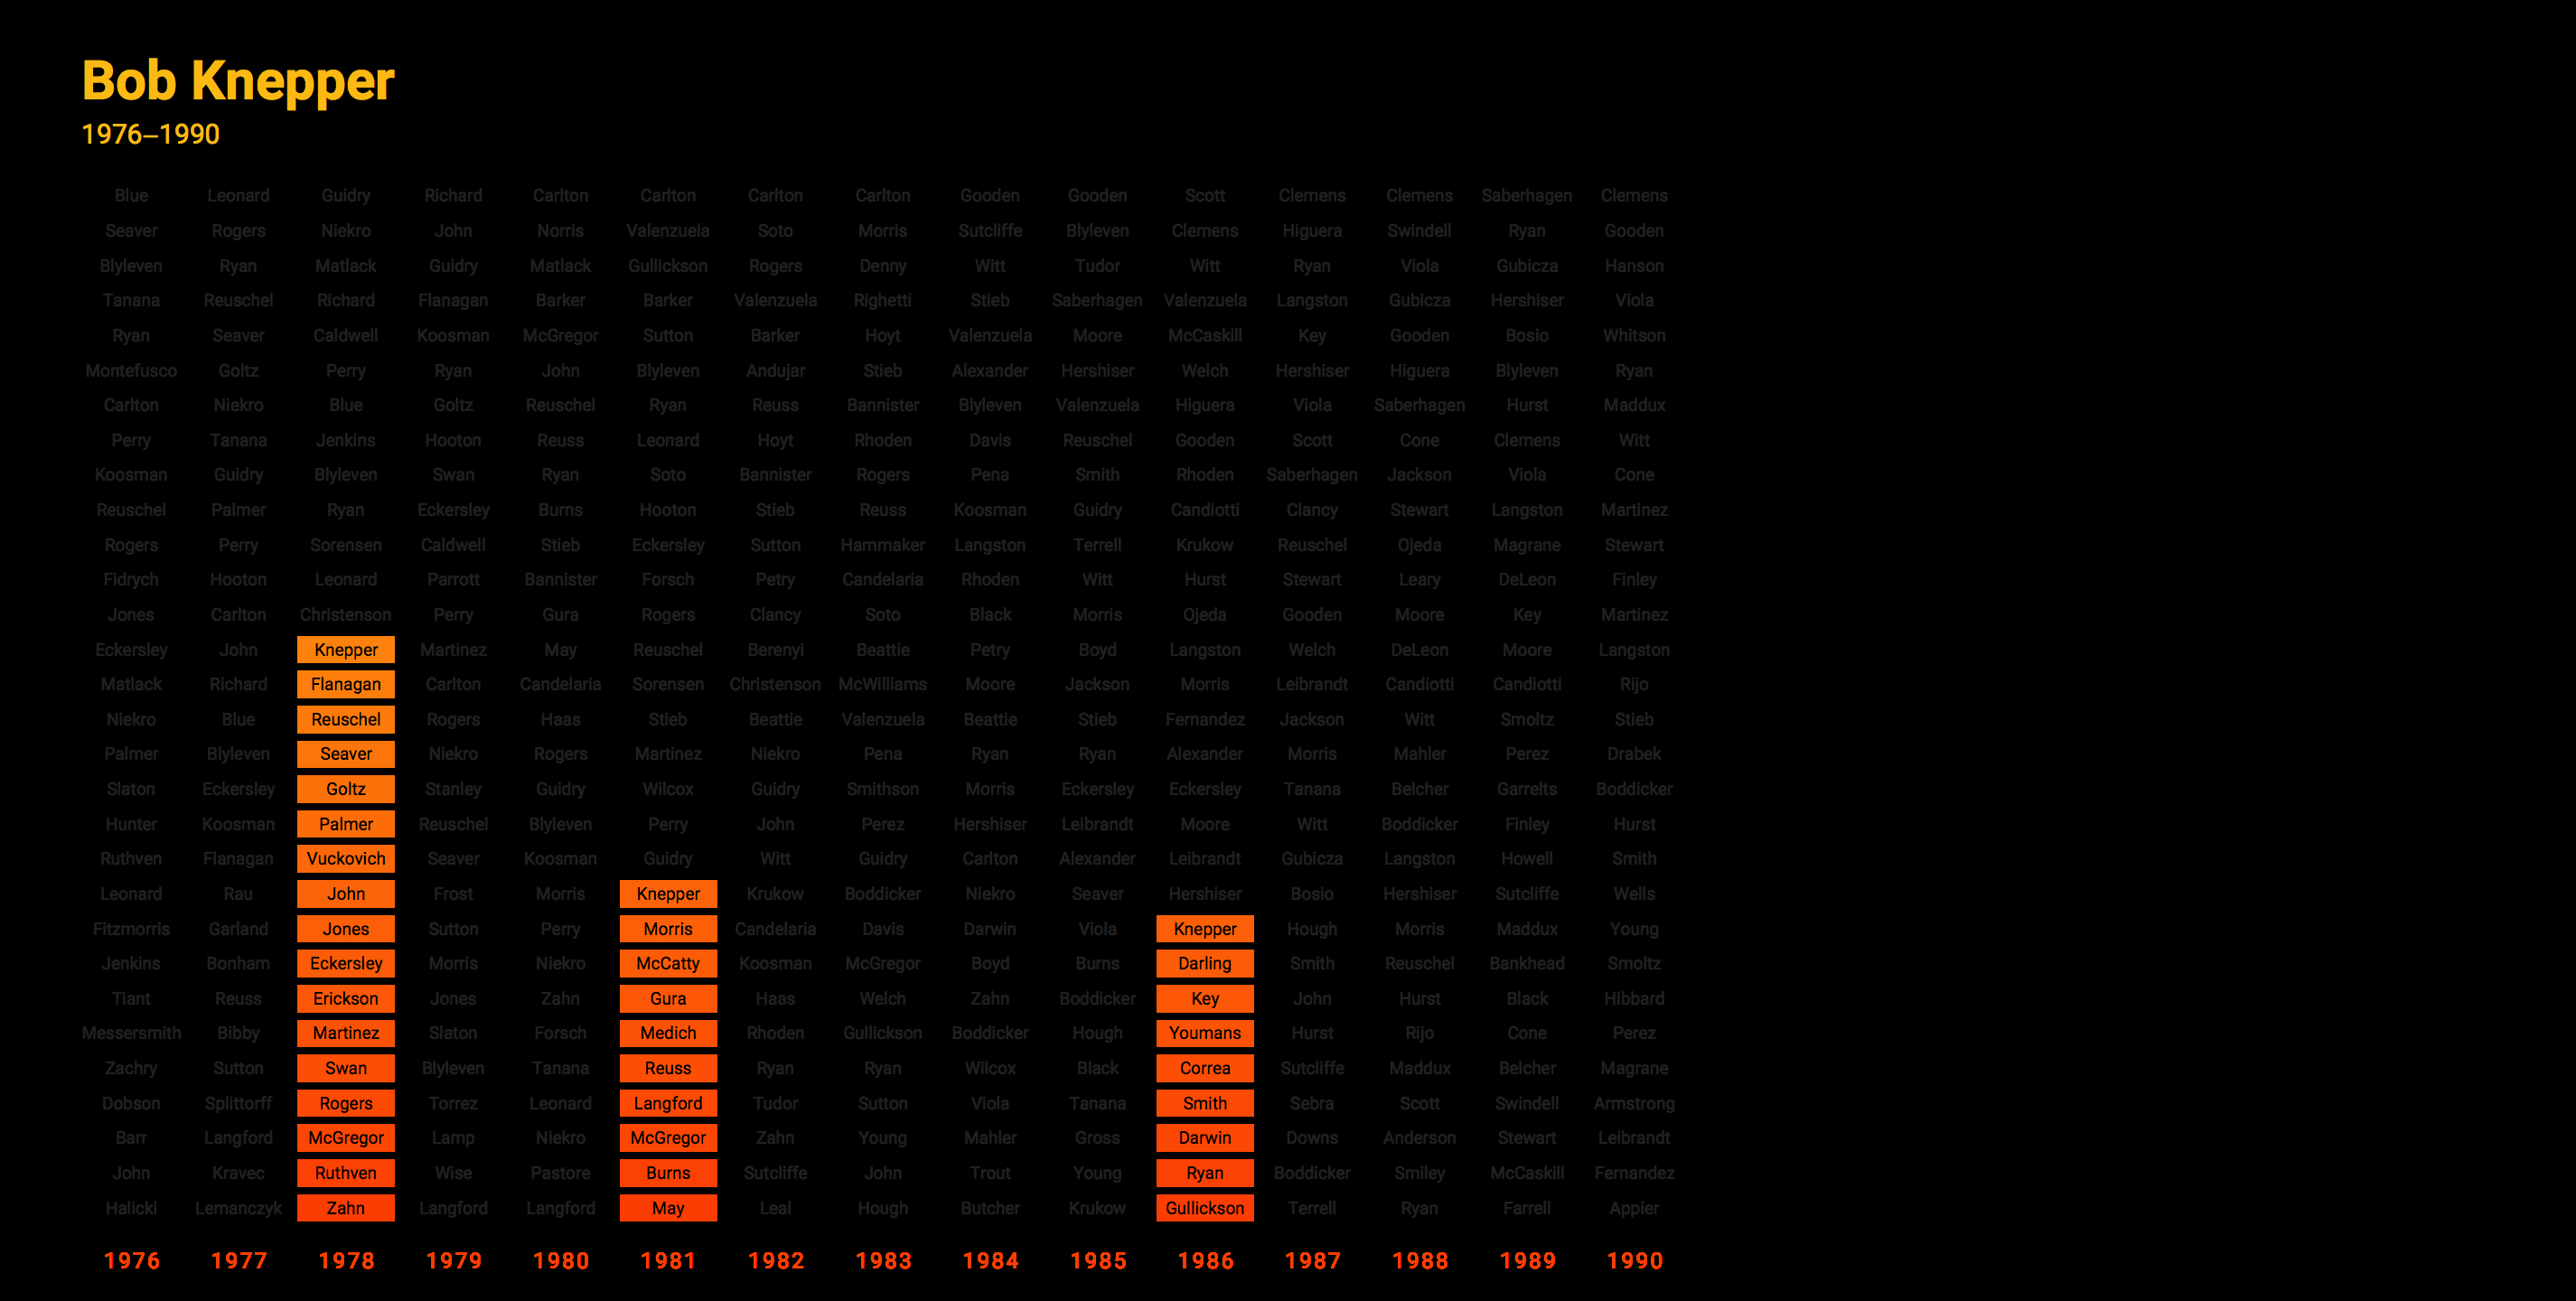 Bob Knepper
1976–1990
Blue Leonard Guidry Richard Carlton Carlton Carlton Carlton Gooden Gooden Scott Clemens Clemens Saberhagen Clemens
Seaver Rogers Niekro John Norris Valenzuela Soto Morris Sutcliffe Blyleven Clemens Higuera Swindell Ryan Gooden
Blyleven Ryan Matlack Guidry Matlack Gullickson Rogers Denny Witt Tudor Witt Ryan Viola Gubicza Hanson
Tanana Reuschel Richard Flanagan Barker Barker Valenzuela Righetti Stieb Saberhagen Valenzuela Langston Gubicza Hershiser Viola
Ryan Seaver Caldwell Koosman McGregor Sutton Barker Hoyt Valenzuela Moore McCaskill Key Gooden Bosio Whitson
Montefusco Goltz Perry Ryan John Blyleven Andujar Stieb Alexander Hershiser Welch Hershiser Higuera Blyleven Ryan
Carlton Niekro Blue Goltz Reuschel Ryan Reuss Bannister Blyleven Valenzuela Higuera Viola Saberhagen Hurst Maddux
Perry Tanana Jenkins Hooton Reuss Leonard Hoyt Rhoden Davis Reuschel Gooden Scott Cone Clemens Witt
Koosman Guidry Blyleven Swan Ryan Soto Bannister Rogers Pena Smith Rhoden Saberhagen Jackson Viola Cone
Reuschel Palmer Ryan Eckersley Burns Hooton Stieb Reuss Koosman Guidry Candiotti Clancy Stewart Langston Martinez
Rogers Perry Sorensen Caldwell Stieb Eckersley Sutton Hammaker Langston Terrell Krukow Reuschel Ojeda Magrane Stewart
Fidrych Hooton Leonard Parrott Bannister Forsch Petry Candelaria Rhoden Witt Hurst Stewart Leary DeLeon Finley
Jones Carlton Christenson Perry Gura Rogers Clancy Soto Black Morris Ojeda Gooden Moore Key Martinez
Eckersley John Knepper Martinez May Reuschel Berenyi Beattie Petry Boyd Langston Welch DeLeon Moore Langston
Matlack Richard Flanagan Carlton Candelaria Sorensen Christenson McWilliams Moore Jackson Morris Leibrandt Candiotti Candiotti Rijo
Niekro Blue Reuschel Rogers Haas Stieb Beattie Valenzuela Beattie Stieb Fernandez Jackson Witt Smoltz Stieb
Palmer Blyleven Seaver Niekro Rogers Martinez Niekro Pena Ryan Ryan Alexander Morris Mahler Perez Drabek
Slaton Eckersley Goltz Stanley Guidry Wilcox Guidry Smithson Morris Eckersley Eckersley Tanana Belcher Garrelts Boddicker
Hunter Koosman Palmer Reuschel Blyleven Perry John Perez Hershiser Leibrandt Moore Witt Boddicker Finley Hurst
Ruthven Flanagan Vuckovich Seaver Koosman Guidry Witt Guidry Carlton Alexander Leibrandt Gubicza Langston Howell Smith
Leonard Rau John Frost Morris Knepper Krukow Boddicker Niekro Seaver Hershiser Bosio Hershiser Sutcliffe Wells
Fitzmorris Garland Jones Sutton Perry Morris Candelaria Davis Darwin Viola Knepper Hough Morris Maddux Young
Jenkins Bonham Eckersley Morris Niekro McCatty Koosman McGregor Boyd Burns Darling Smith Reuschel Bankhead Smoltz
Tiant Reuss Erickson Jones Zahn Gura Haas Welch Zahn Boddicker Key John Hurst Black Hibbard
Messersmith Bibby Martinez Slaton Forsch Medich Rhoden Gullickson Boddicker Hough Youmans Hurst Rijo Cone Perez
Zachry Sutton Swan Blyleven Tanana Reuss Ryan Ryan Wilcox Black Correa Sutcliffe Maddux Belcher Magrane
Dobson Splittorff Rogers Torrez Leonard Langford Tudor Sutton Viola Tanana Smith Sebra Scott Swindell Armstrong
Barr Langford McGregor Lamp Niekro McGregor Zahn Young Mahler Gross Darwin Downs Anderson Stewart Leibrandt
John Kravec Ruthven Wise Pastore Burns Sutcliffe John Trout Young Ryan Boddicker Smiley McCaskill Fernandez
Halicki Lemanczyk Zahn Langford Langford May Leal Hough Butcher Krukow Gullickson Terrell Ryan Farrell Appier
1976 1977 1978 1979 1980 1981 1982 1983 1984 1985 1986 1987 1988 1989 1990